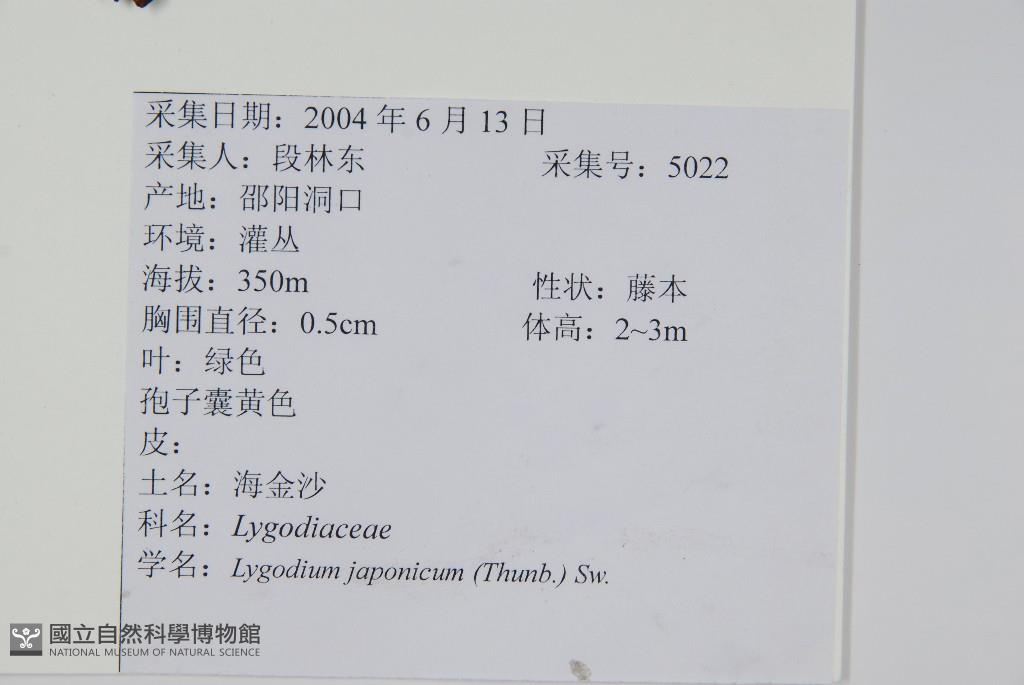 采集日期：2004 年 6 月 13 日
采集人：段林东 采集号：5022
产地：邵阳洞口
环境：灌丛
海拔：350m 性状：藤本
胸围直径：0.5cm 体高：2~3m
叶：绿色
孢子囊黄色
皮：
土名：海金沙
科名：Lygodiaceae
学名：Lygodium japonicum (Thunb.) Sw.
國立自然科學博物館
NATIONAL MUSEUM OF NATURAL SCIENCE